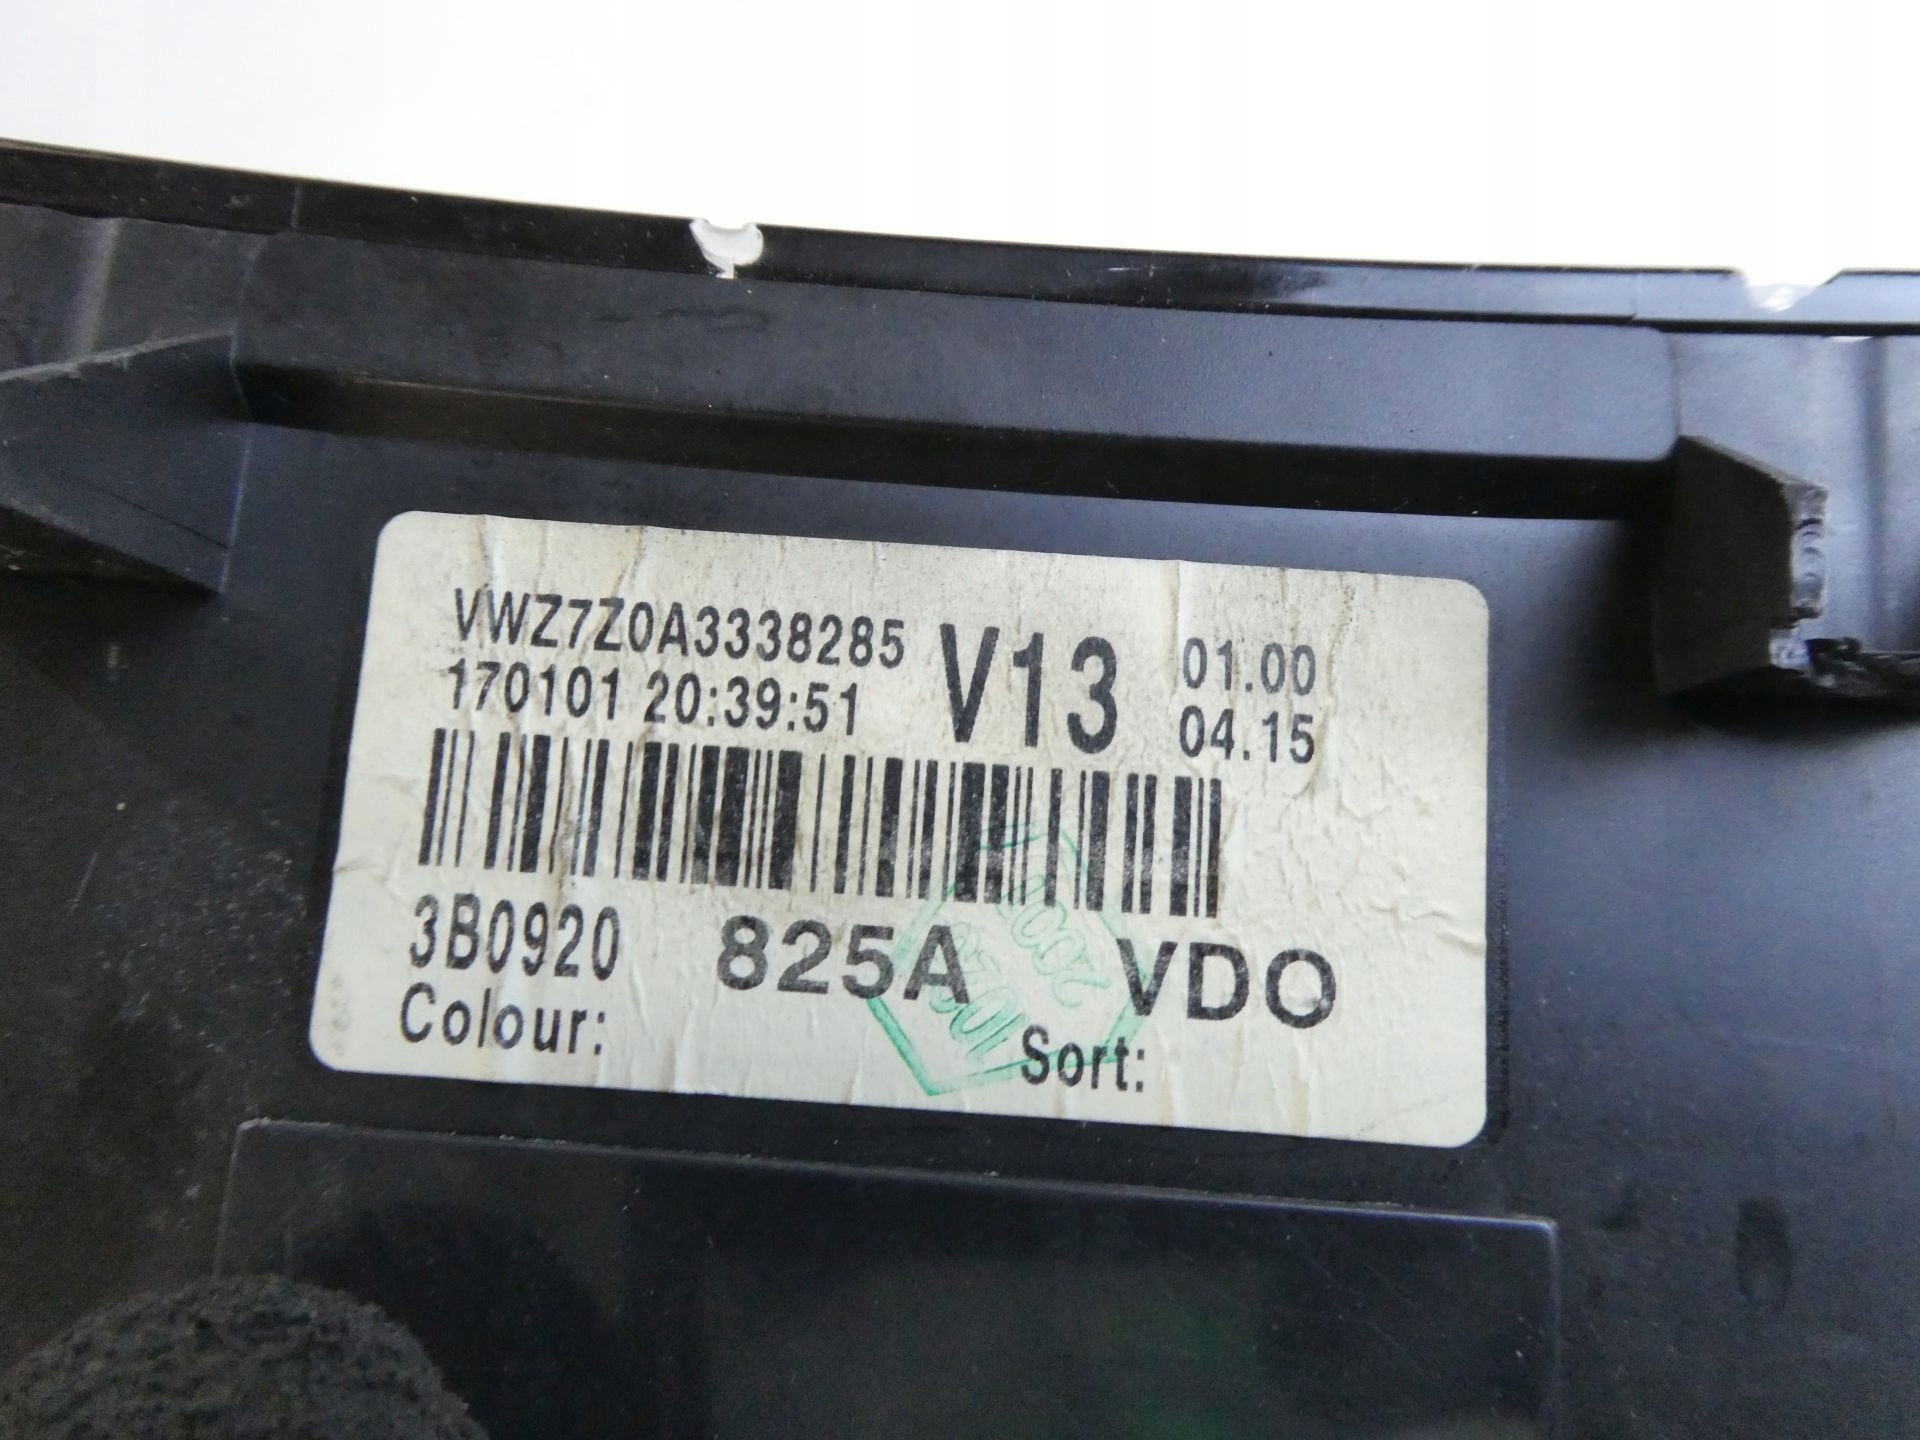 VWZ7Z0A3338285 V13 01.00
170101 20:39:51 04.15
3B0920 825A VDO
Colour: Sort: